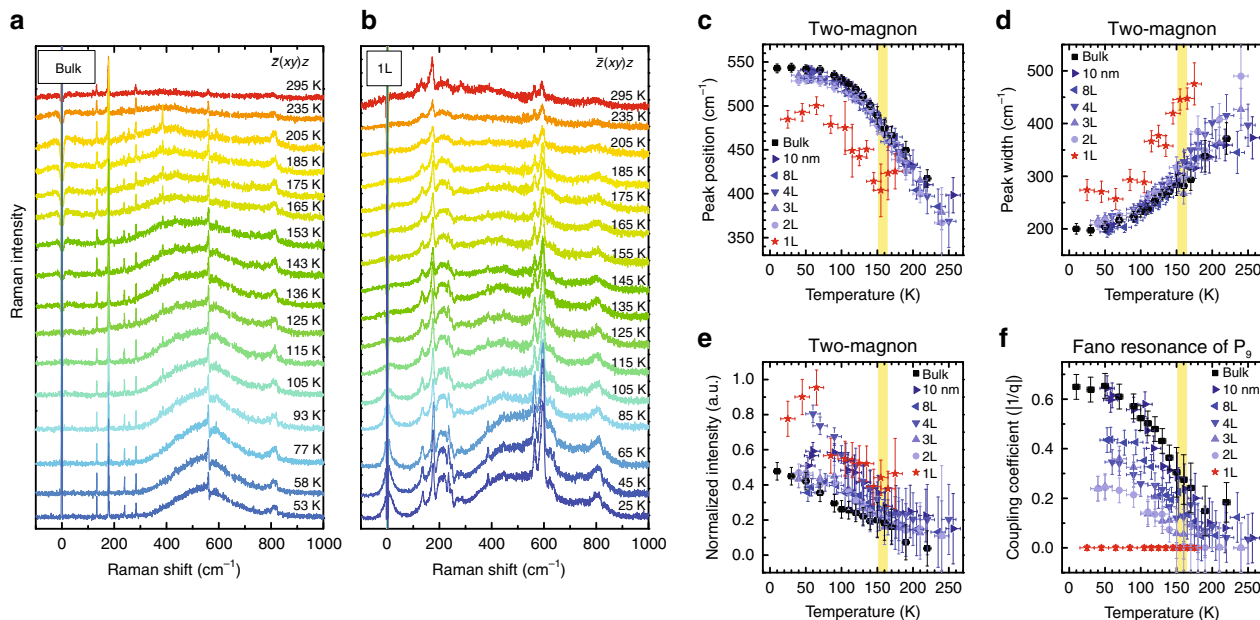 a
Bulk
z̄(xy)z
295 K
235 K
205 K
185 K
175 K
165 K
153 K
143 K
136 K
125 K
115 K
105 K
93 K
77 K
58 K
53 K
Raman intensity
0 200 400 600 800 1000
Raman shift (cm⁻¹)
b
1L
z̄(xy)z
295 K
235 K
205 K
185 K
175 K
165 K
155 K
145 K
135 K
125 K
115 K
105 K
85 K
65 K
45 K
25 K
0 200 400 600 800 1000
Raman shift (cm⁻¹)
c
Two-magnon
Peak position (cm⁻¹)
550
500
450
400
350
Bulk
10 nm
8L
4L
3L
2L
1L
0 50 100 150 200 250
Temperature (K)
d
Two-magnon
Peak width (cm⁻¹)
500
400
300
200
Bulk
10 nm
8L
4L
3L
2L
1L
0 50 100 150 200 250
Temperature (K)
e
Two-magnon
Normalized intensity (a.u.)
1.0
0.8
0.6
0.4
0.2
0.0
Bulk
10 nm
8L
4L
3L
2L
1L
0 50 100 150 200 250
Temperature (K)
f
Fano resonance of P₉
Coupling coefficient (|1/q|)
0.6
0.4
0.2
0.0
Bulk
10 nm
8L
4L
3L
2L
1L
0 50 100 150 200 250
Temperature (K)